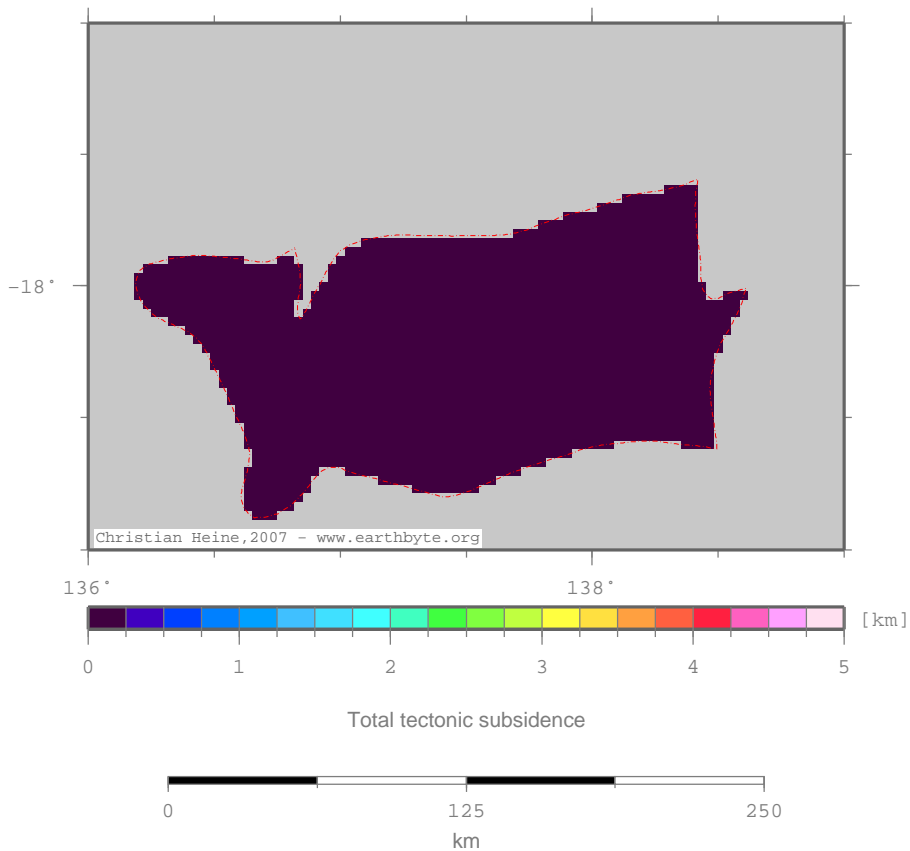 -18°
Christian Heine,2007 - www.earthbyte.org
136° 138°
[km]
0 1 2 3 4 5
Total tectonic subsidence
0 125 250
km